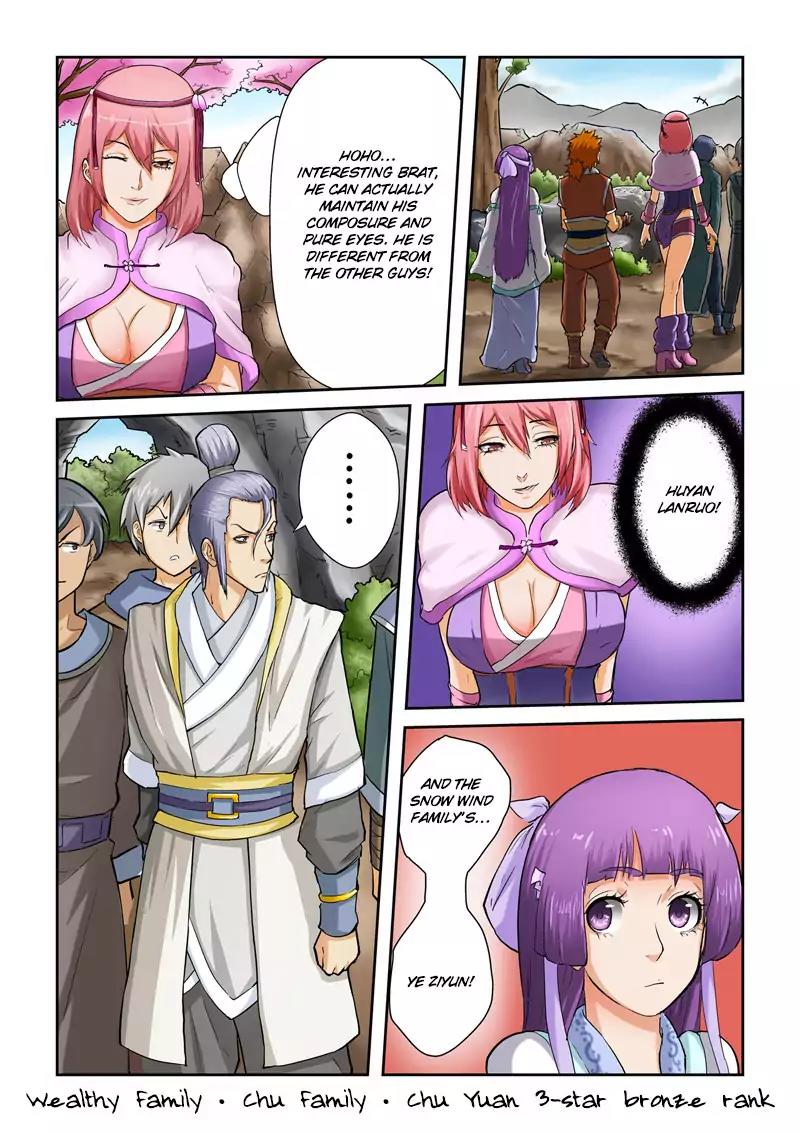 HOHO...
INTERESTING BRAT,
HE CAN ACTUALLY
MAINTAIN HIS
COMPOSURE AND
PURE EYES. HE IS
DIFFERENT FROM
THE OTHER GUYS!
......
HUYAN
LANRUO!
AND THE
SNOW WIND
FAMILY'S...
YE ZIYUN!
Wealthy Family • Chu Family • Chu Yuan 3-star bronze rank